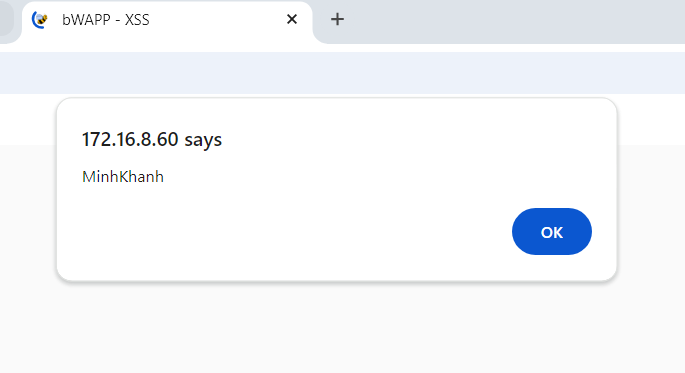 bWAPP - XSS
172.16.8.60 says
MinhKhanh
OK